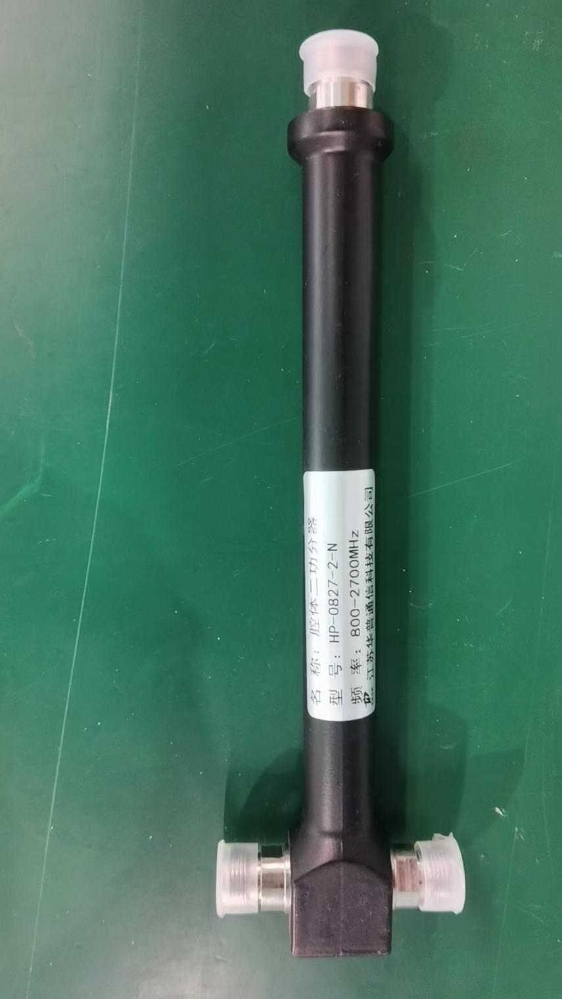 名 称：腔体二功分器
型 号：HP-0827-2-N
频 率：800-2700MHz
江苏华普通信科技有限公司